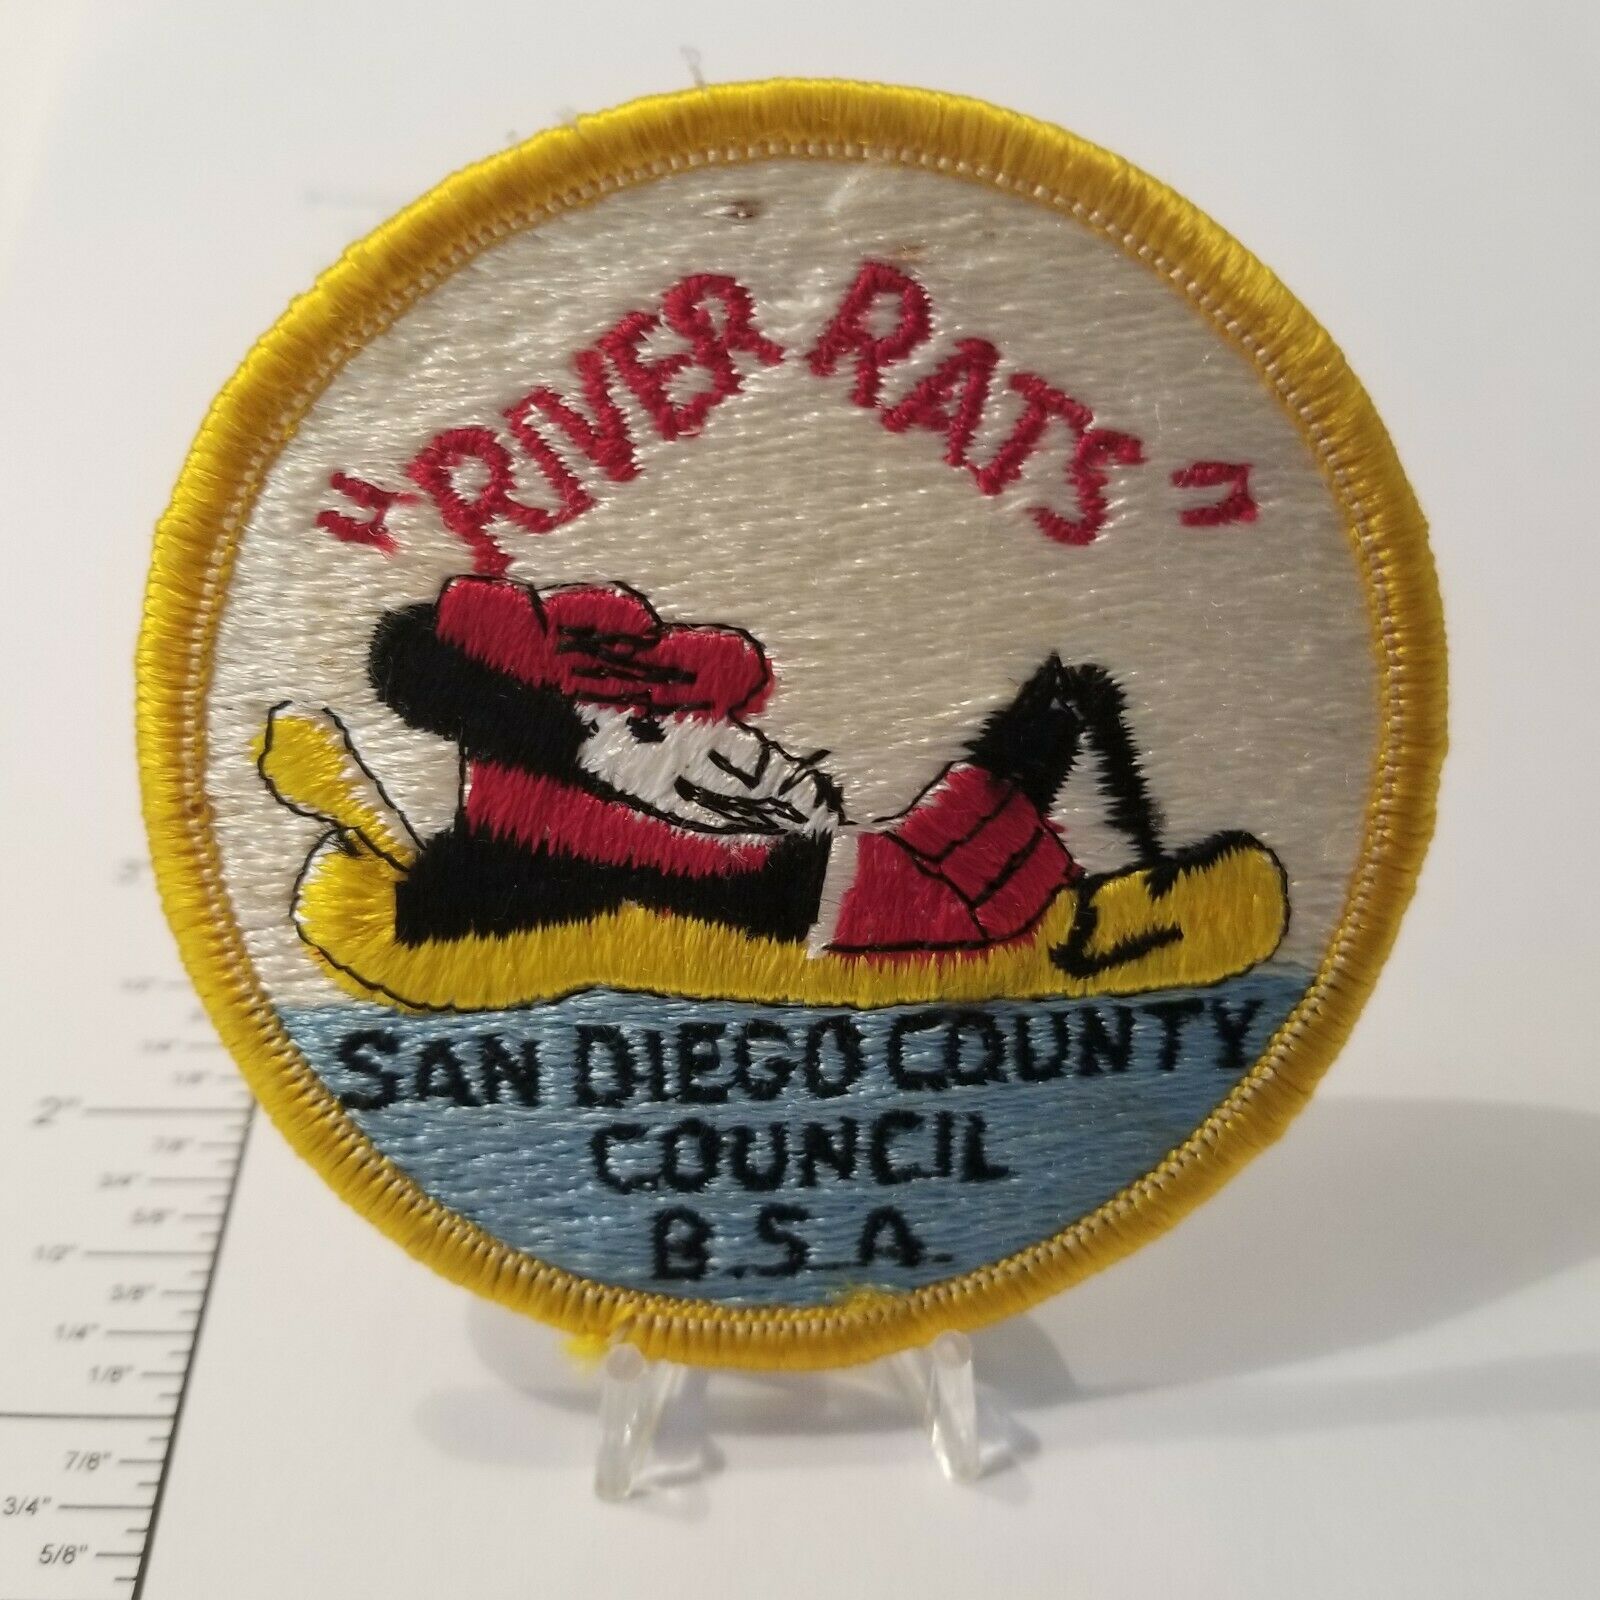 "RIVER RATS"
SAN DIEGO COUNTY
COUNCIL
B.S.A.
2"
7/8"
3/4"
5/8"
1/2"
3/8"
1/4"
1/8"
7/8"
3/4"
5/8"